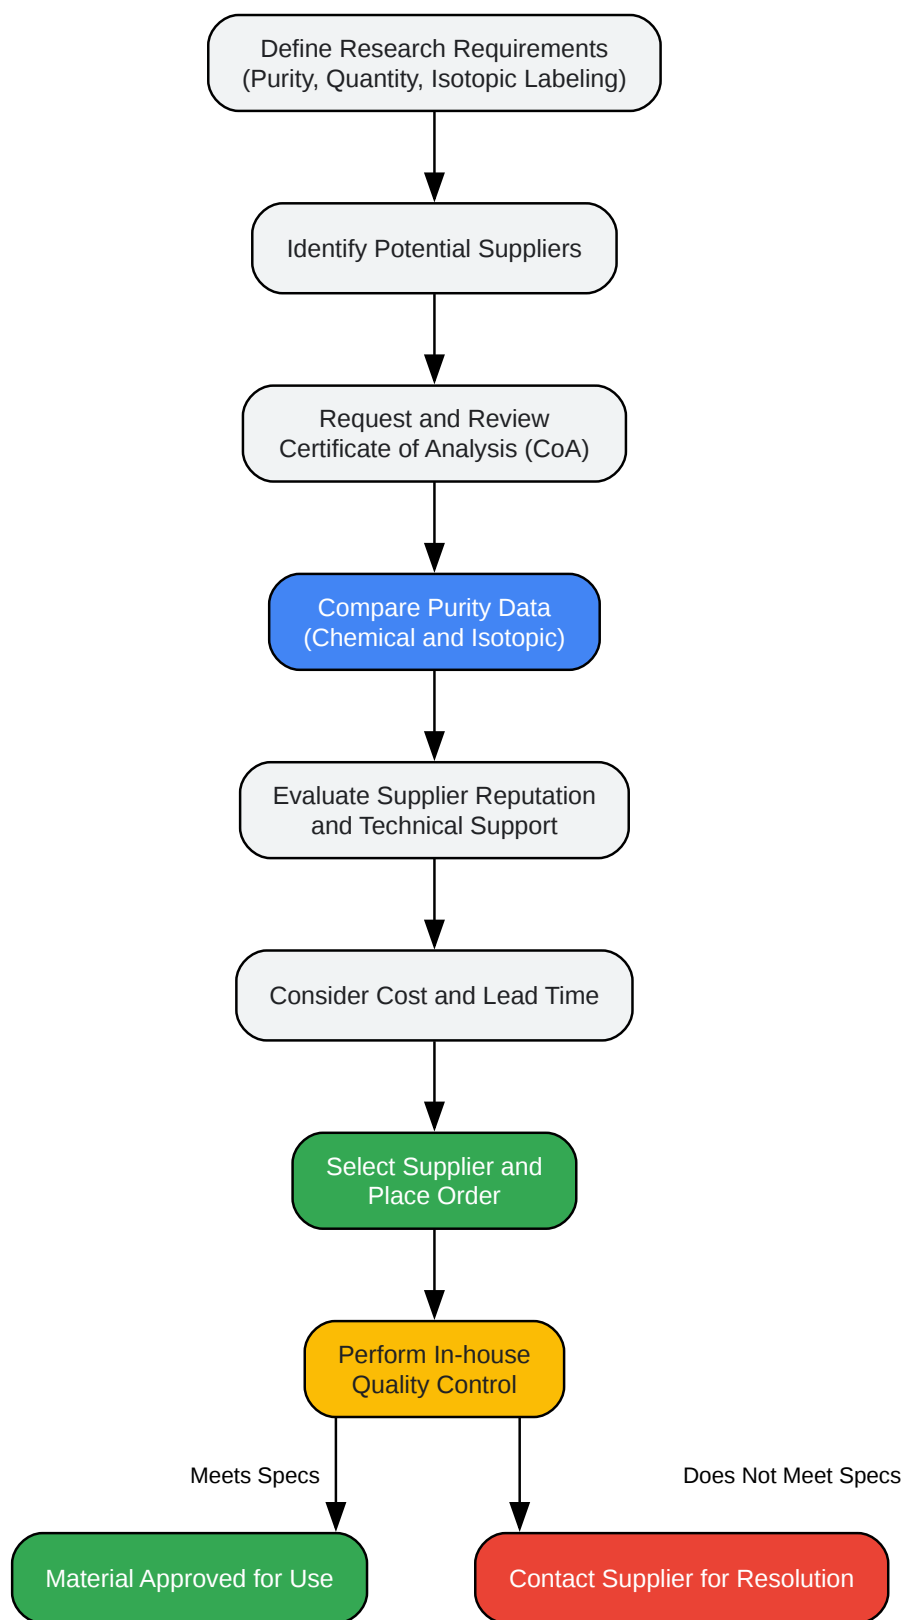 Define Research Requirements
(Purity, Quantity, Isotopic Labeling)
Identify Potential Suppliers
Request and Review
Certificate of Analysis (CoA)
Compare Purity Data
(Chemical and Isotopic)
Evaluate Supplier Reputation
and Technical Support
Consider Cost and Lead Time
Select Supplier and
Place Order
Perform In-house
Quality Control
Meets Specs
Does Not Meet Specs
Material Approved for Use
Contact Supplier for Resolution